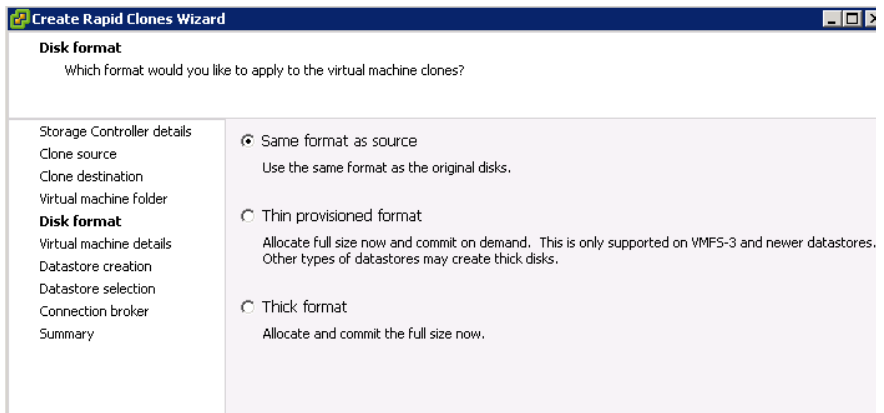 Create Rapid Clones Wizard
Disk format
Which format would you like to apply to the virtual machine clones?
Storage Controller details
Clone source
Clone destination
Virtual machine folder
Disk format
Virtual machine details
Datastore creation
Datastore selection
Connection broker
Summary
Same format as source
Use the same format as the original disks.
Thin provisioned format
Allocate full size now and commit on demand. This is only supported on VMFS-3 and newer datastores.
Other types of datastores may create thick disks.
Thick format
Allocate and commit the full size now.